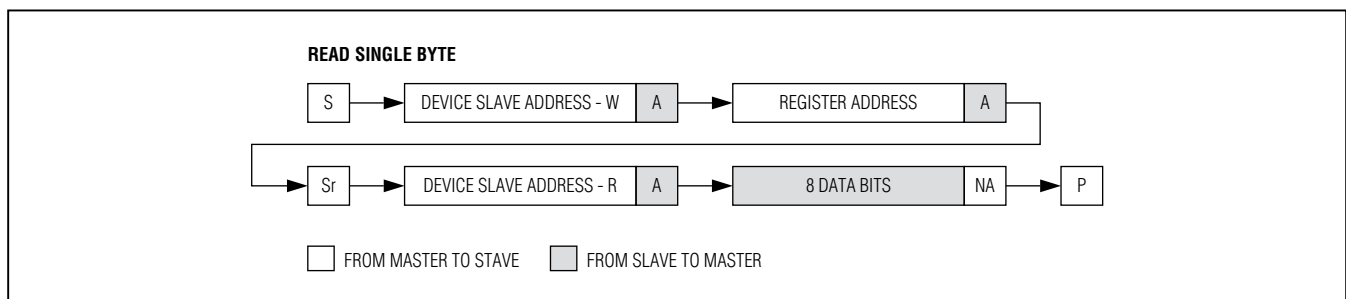 READ SINGLE BYTE
S DEVICE SLAVE ADDRESS - W A REGISTER ADDRESS A
Sr DEVICE SLAVE ADDRESS - R A 8 DATA BITS NA P
FROM MASTER TO STAVE FROM SLAVE TO MASTER